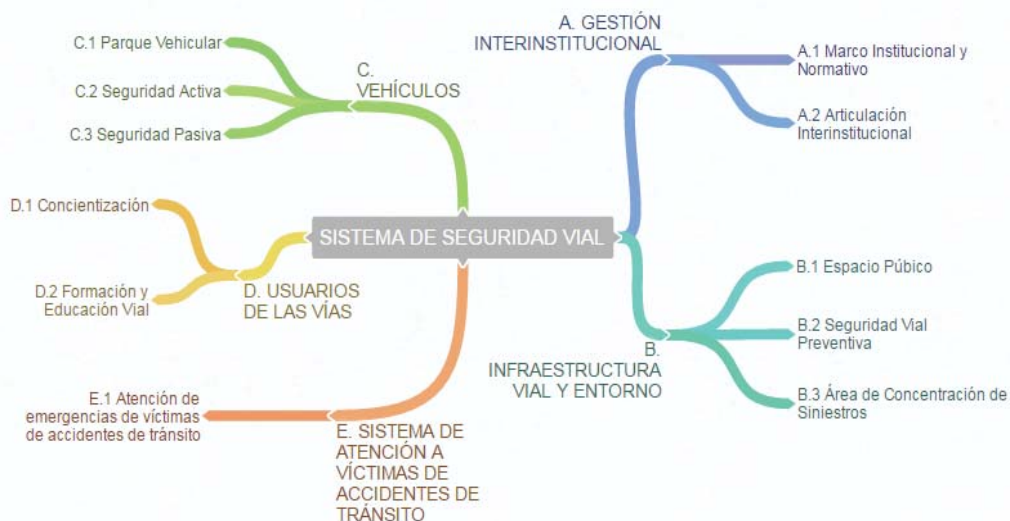 SISTEMA DE SEGURIDAD VIAL
A. GESTIÓN
INTERINSTITUCIONAL
A.1 Marco Institucional y
Normativo
A.2 Articulación
Interinstitucional
B.
INFRAESTRUCTURA
VIAL Y ENTORNO
B.1 Espacio Púbico
B.2 Seguridad Vial
Preventiva
B.3 Área de Concentración de
Siniestros
C.
VEHÍCULOS
C.1 Parque Vehicular
C.2 Seguridad Activa
C.3 Seguridad Pasiva
D. USUARIOS
DE LAS VÍAS
D.1 Concientización
D.2 Formación y
Educación Vial
E. SISTEMA DE
ATENCIÓN A
VÍCTIMAS DE
ACCIDENTES DE
TRÁNSITO
E.1 Atención de
emergencias de víctimas
de accidentes de tránsito